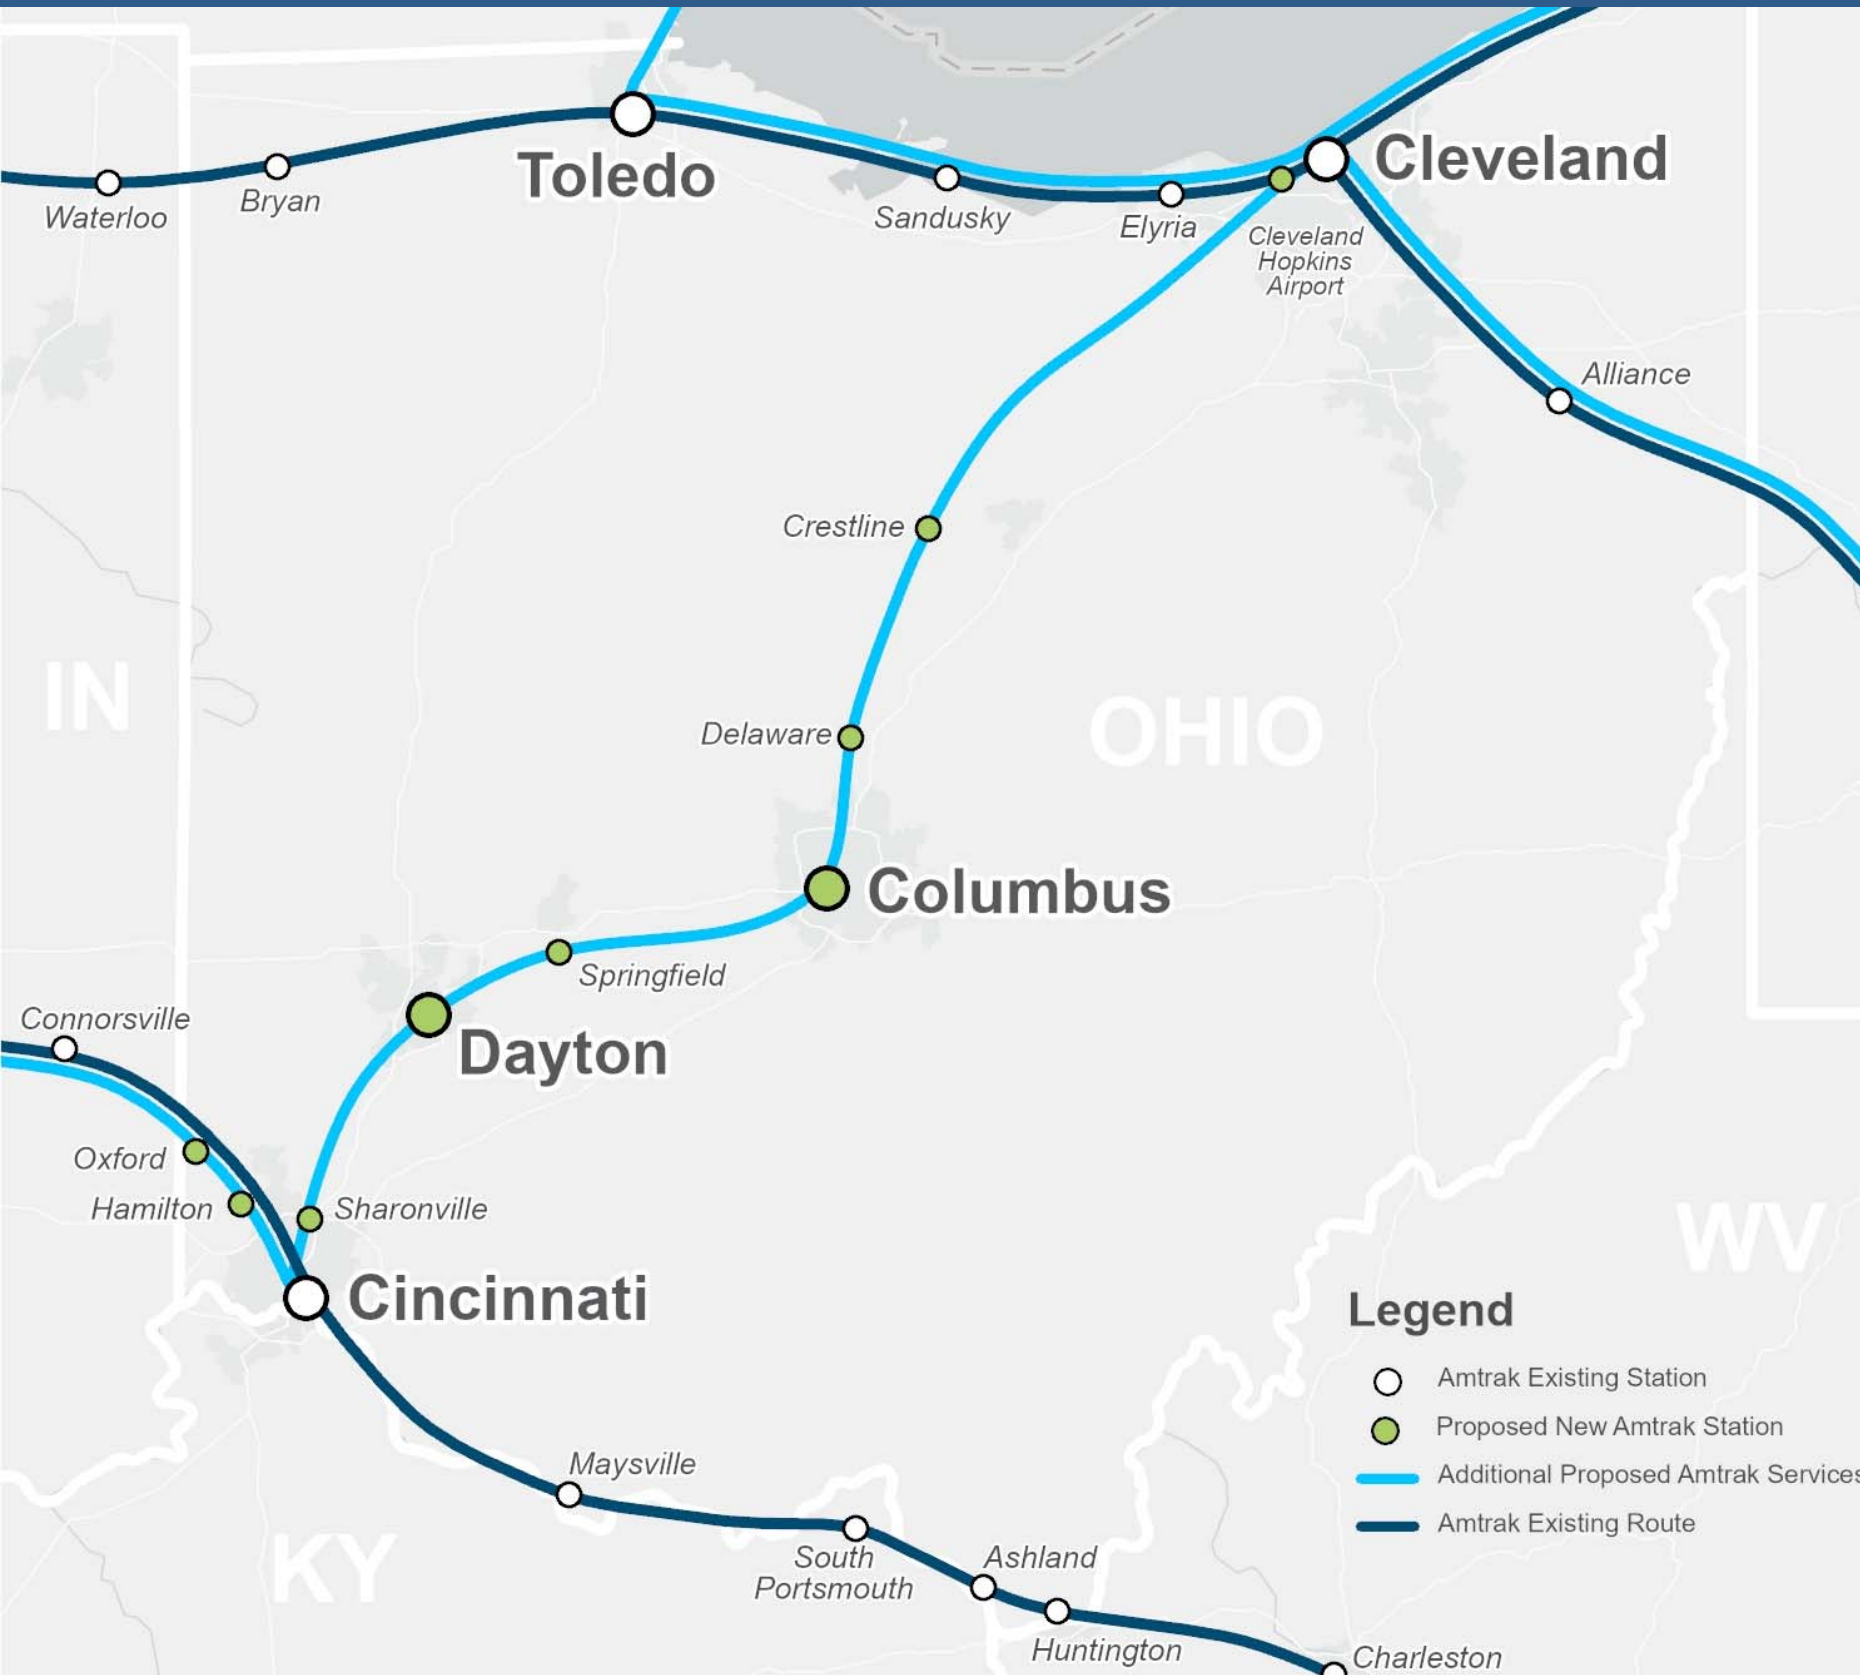 Toledo
Cleveland
Waterloo
Bryan
Sandusky
Elyria
Cleveland
Hopkins
Airport
Alliance
Crestline
IN
Delaware
OHIO
Columbus
Springfield
Connorsville
Dayton
Oxford
Hamilton
Sharonville
WV
Cincinnati
Legend
Amtrak Existing Station
Proposed New Amtrak Station
Additional Proposed Amtrak Services
Amtrak Existing Route
Maysville
KY
South
Portsmouth
Ashland
Huntington
Charleston